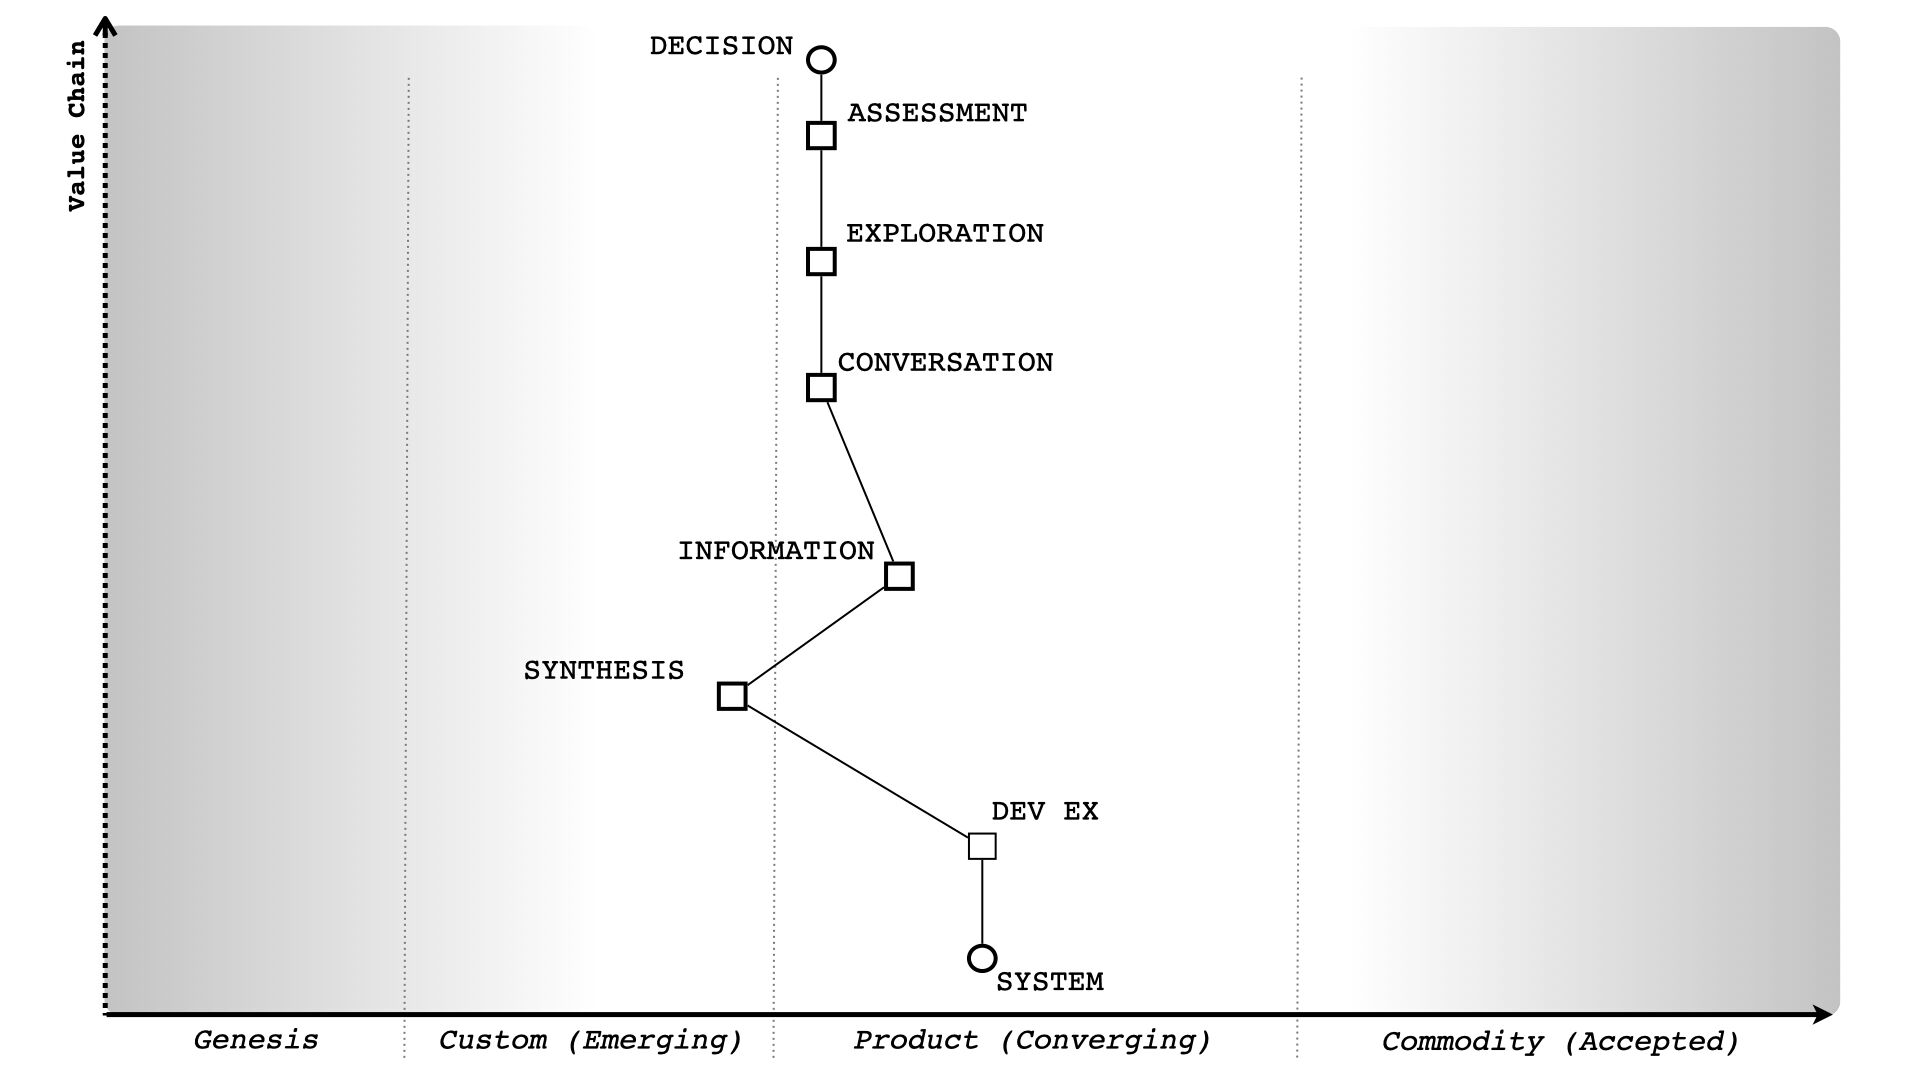 Value Chain
DECISION
ASSESSMENT
EXPLORATION
CONVERSATION
INFORMATION
SYNTHESIS
DEV EX
SYSTEM
Genesis
Custom (Emerging)
Product (Converging)
Commodity (Accepted)